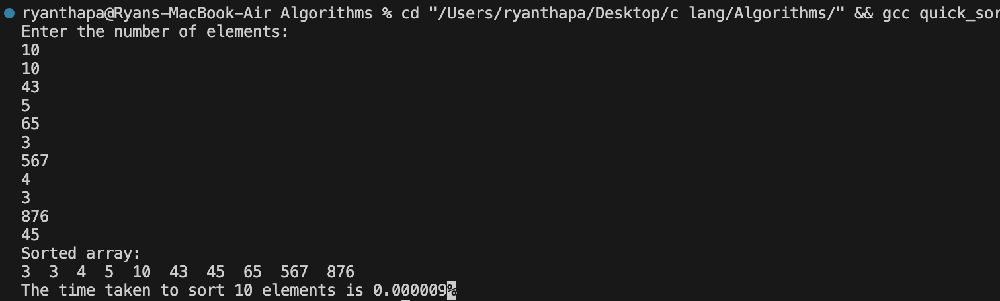 ryanthapa@Ryans-MacBook-Air Algorithms % cd "/Users/ryanthapa/Desktop/c lang/Algorithms/" && gcc quick_sor
Enter the number of elements:
10
10
43
5
65
3
567
4
3
876
45
Sorted array:
3  3  4  5  10  43  45  65  567  876
The time taken to sort 10 elements is 0.000009%